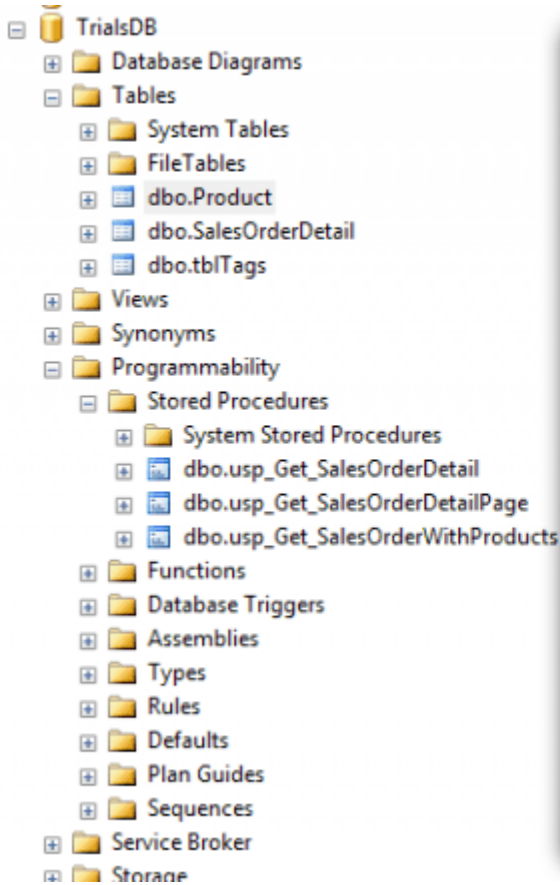 TrialsDB
Database Diagrams
Tables
System Tables
FileTables
dbo.Product
dbo.SalesOrderDetail
dbo.tblTags
Views
Synonyms
Programmability
Stored Procedures
System Stored Procedures
dbo.usp_Get_SalesOrderDetail
dbo.usp_Get_SalesOrderDetailPage
dbo.usp_Get_SalesOrderWithProducts
Functions
Database Triggers
Assemblies
Types
Rules
Defaults
Plan Guides
Sequences
Service Broker
Storage